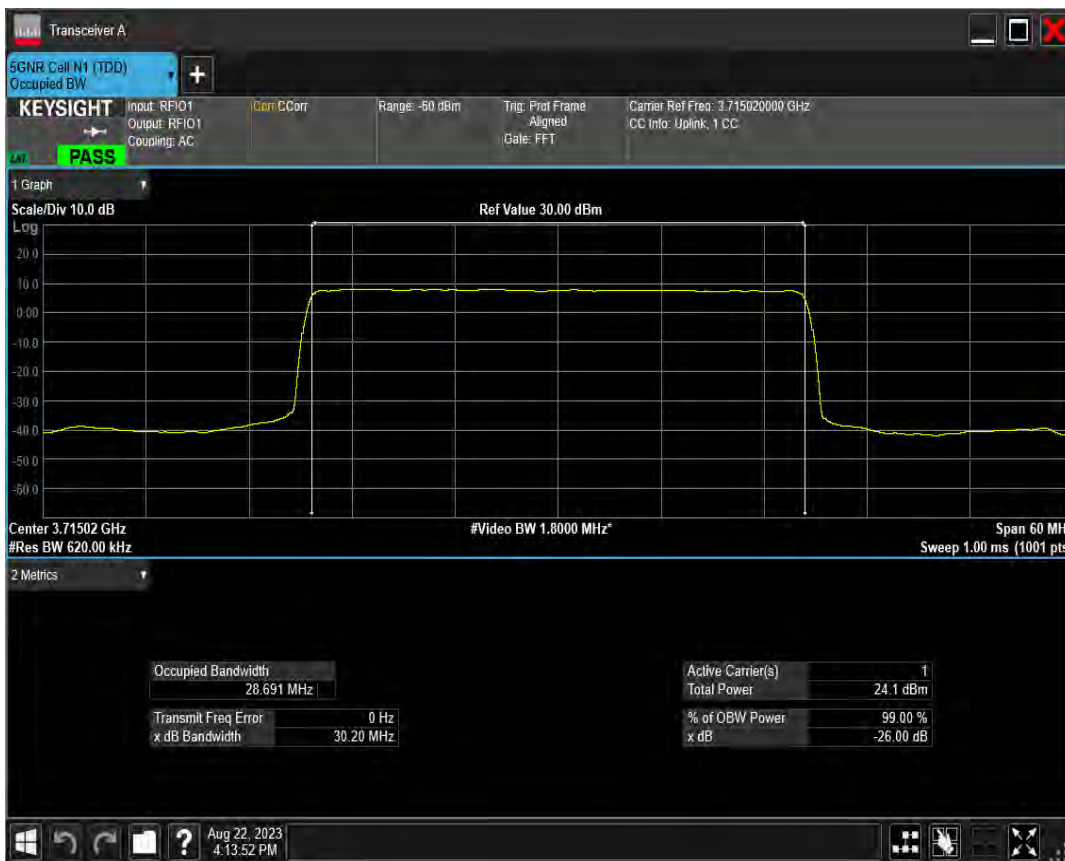 Transceiver A
5GNR Cell N1 (TDD)
Occupied BW
+
KEYSIGHT
LNI
PASS
Input: RFIO1
Output: RFIO1
Coupling: AC
Corr CCorr
Range: -50 dBm
Trig: Prot Frame
Aligned
Gate: FFT
Carrier Ref Freq: 3.715020000 GHz
CC Info: Uplink, 1 CC
1 Graph
Scale/Div 10.0 dB
Ref Value 30.00 dBm
Log
20.0
10.0
0.00
-10.0
-20.0
-30.0
-40.0
-50.0
-60.0
Center 3.71502 GHz
#Video BW 1.8000 MHz*
Span 60 MH
#Res BW 620.00 kHz
Sweep 1.00 ms (1001 pts
2 Metrics
Occupied Bandwidth
28.691 MHz
Transmit Freq Error 0 Hz
x dB Bandwidth 30.20 MHz
Active Carrier(s) 1
Total Power 24.1 dBm
% of OBW Power 99.00 %
x dB -26.00 dB
?
Aug 22, 2023
4:13:52 PM